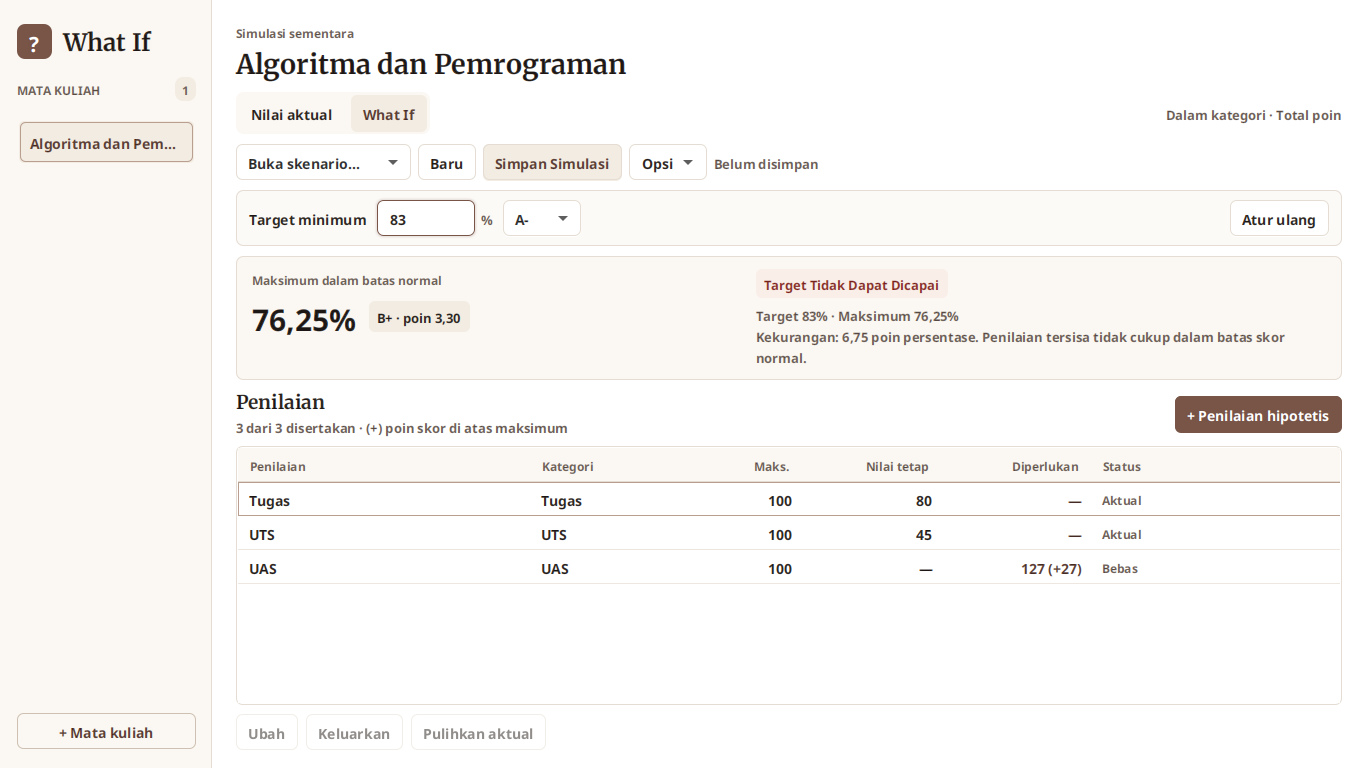 ? What If
MATA KULIAH 1
Algoritma dan Pem...
+ Mata kuliah
Simulasi sementara
Algoritma dan Pemrograman
Nilai aktual What If Dalam kategori · Total poin
Buka skenario... Baru Simpan Simulasi Opsi Belum disimpan
Target minimum 83 % A- Atur ulang
Maksimum dalam batas normal
76,25% B+ · poin 3,30
Target Tidak Dapat Dicapai
Target 83% · Maksimum 76,25%
Kekurangan: 6,75 poin persentase. Penilaian tersisa tidak cukup dalam batas skor
normal.
Penilaian
3 dari 3 disertakan · (+) poin skor di atas maksimum
+ Penilaian hipotetis
Penilaian Kategori Maks. Nilai tetap Diperlukan Status
Tugas Tugas 100 80 — Aktual
UTS UTS 100 45 — Aktual
UAS UAS 100 — 127 (+27) Bebas
Ubah Keluarkan Pulihkan aktual